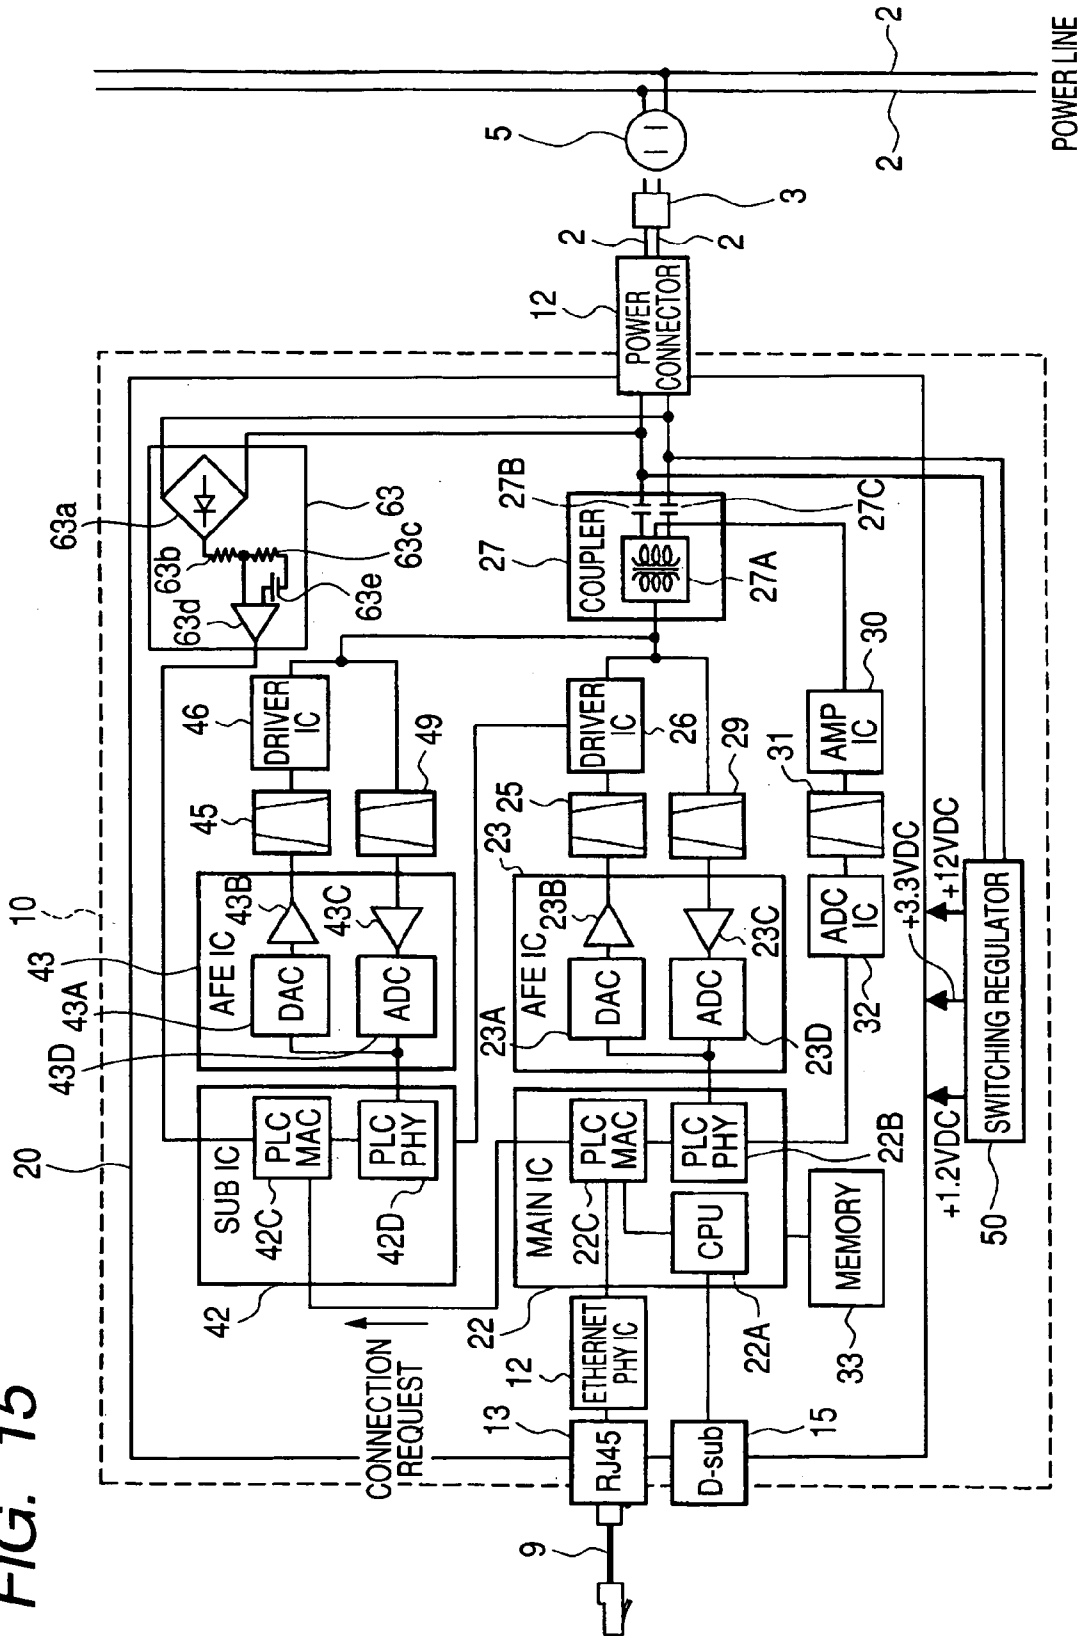 FIG. 15
10
20
43
43A
43D
AFE IC
DAC
ADC
43B
43C
45
46
DRIVER
IC
49
63a
63b
63c
63d
63e
63
SUB IC
PLC
MAC
PLC
PHY
42C
42D
42
CONNECTION
REQUEST
MAIN IC
PLC
MAC
PLC
PHY
CPU
22C
22B
22A
22
AFE IC
DAC
ADC
23A
23B
23C
23D
23
25
DRIVER
IC
26
29
COUPLER
27
27A
27B
27C
AMP
IC
30
31
ADC
IC
32
MEMORY
33
ETHERNET
PHY IC
12
RJ45
13
D-sub
15
9
POWER
CONNECTOR
12
2
2
3
5
2
2
POWER LINE
+1.2VDC
+3.3VDC
+12VDC
SWITCHING REGULATOR
50